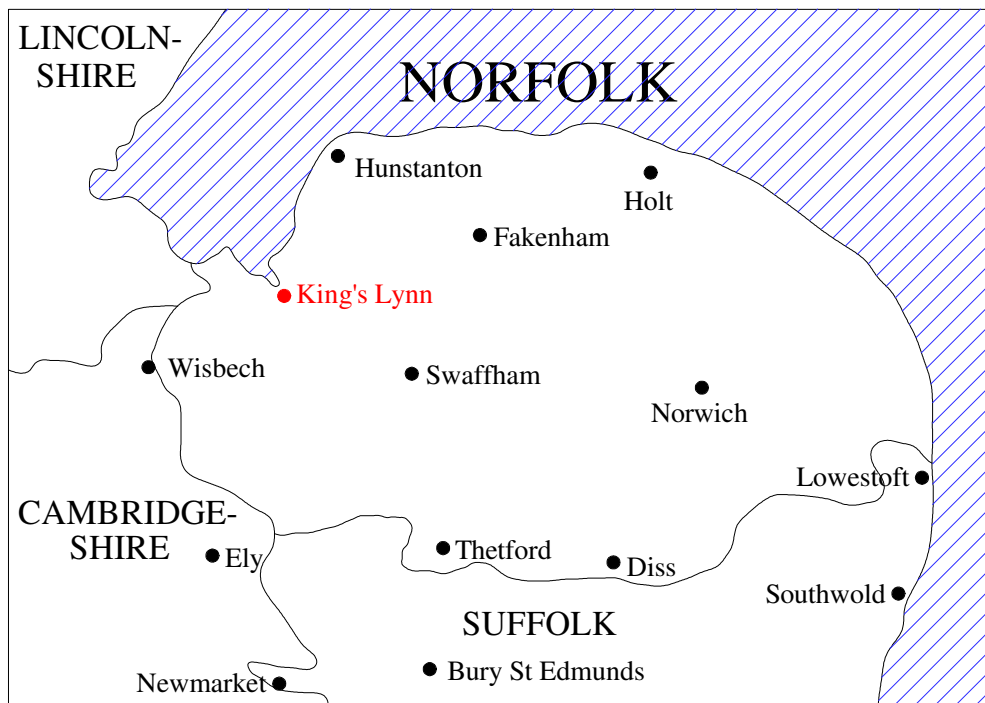 LINCOLN-
SHIRE
NORFOLK
Hunstanton
Holt
Fakenham
King's Lynn
Wisbech
Swaffham
Norwich
Lowestoft
CAMBRIDGE-
SHIRE
Ely
Thetford
Diss
Southwold
SUFFOLK
Bury St Edmunds
Newmarket